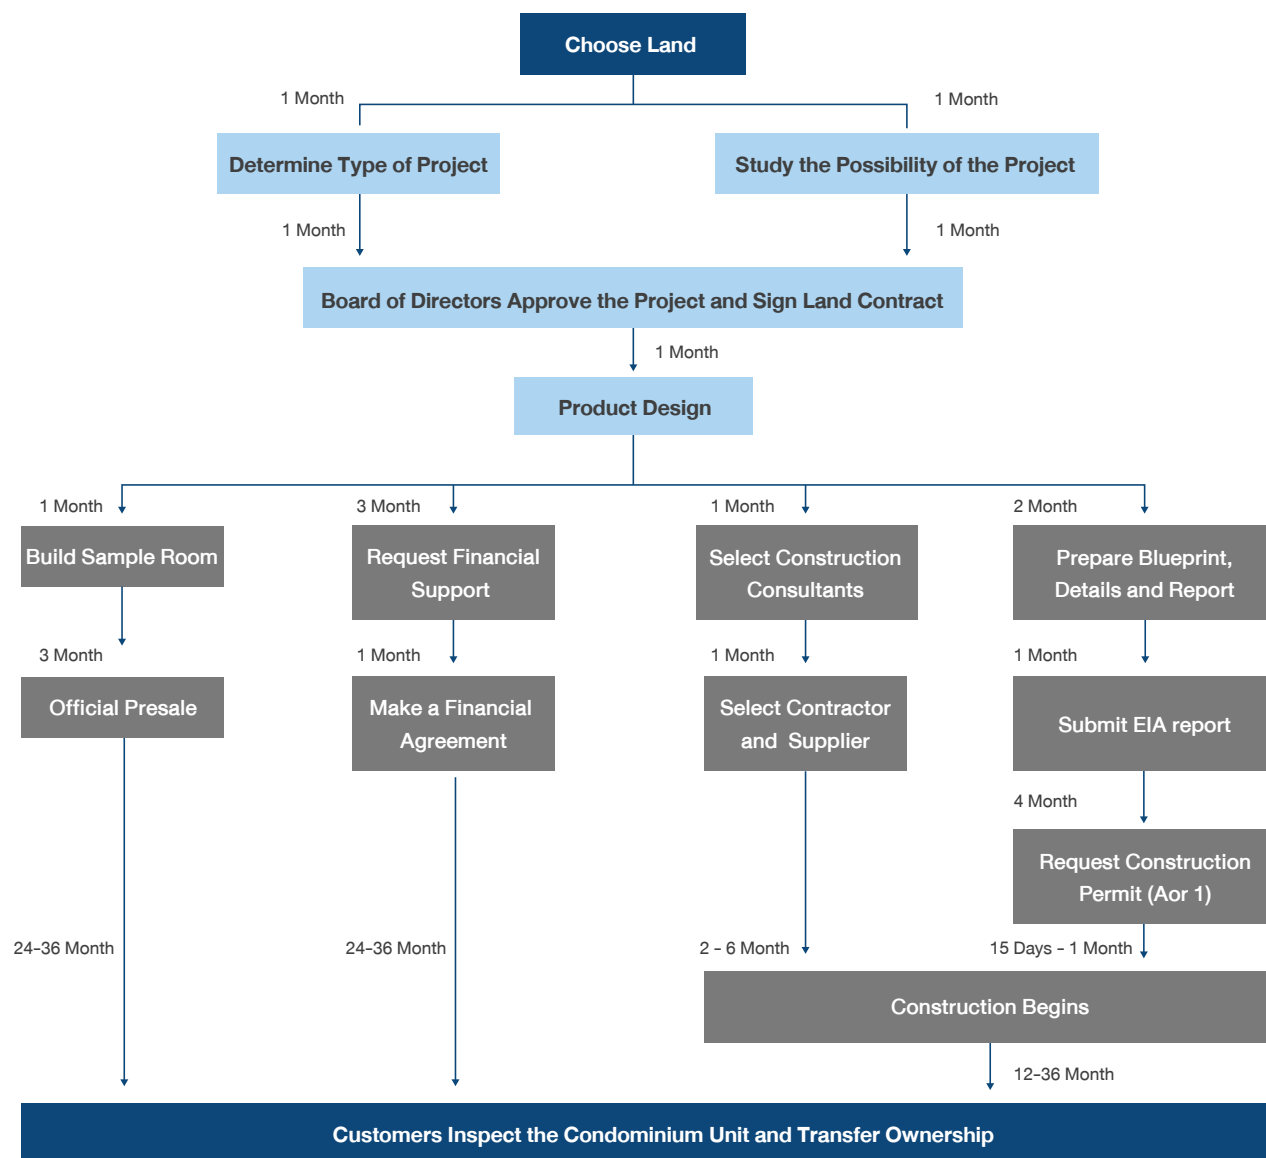 Choose Land
1 Month
1 Month
Determine Type of Project
Study the Possibility of the Project
1 Month
1 Month
Board of Directors Approve the Project and Sign Land Contract
1 Month
Product Design
1 Month
3 Month
1 Month
2 Month
Build Sample Room
Request Financial
Support
Select Construction
Consultants
Prepare Blueprint,
Details and Report
3 Month
1 Month
1 Month
1 Month
Official Presale
Make a Financial
Agreement
Select Contractor
and Supplier
Submit EIA report
4 Month
Request Construction
Permit (Aor 1)
24-36 Month
24-36 Month
2 - 6 Month
15 Days - 1 Month
Construction Begins
12-36 Month
Customers Inspect the Condominium Unit and Transfer Ownership